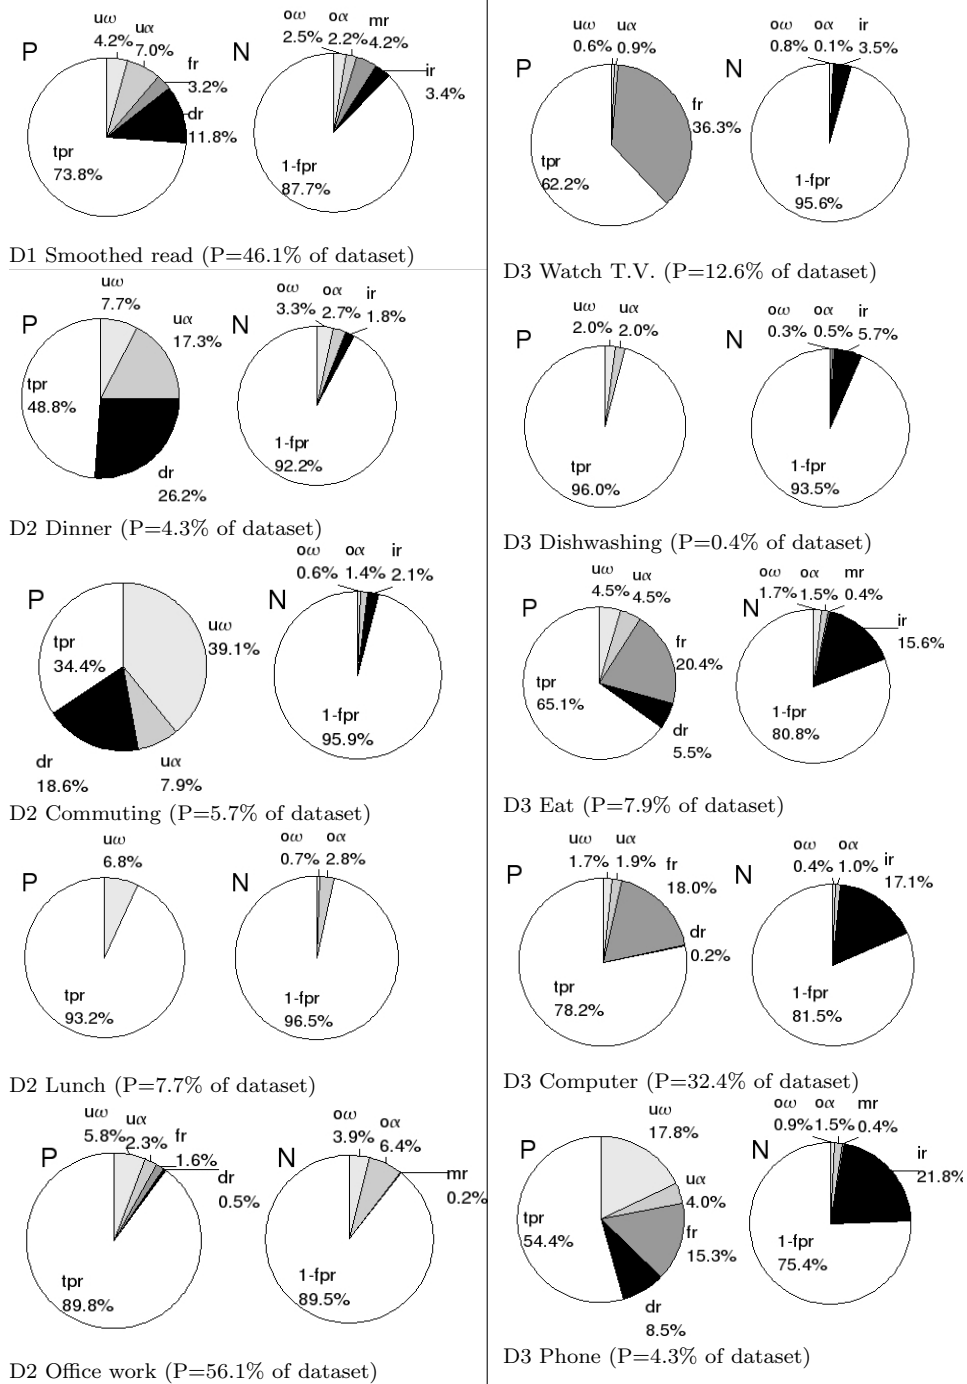 P
uω
4.2%
uα
7.0%
fr
3.2%
dr
11.8%
tpr
73.8%
N
oω
2.5%
oα
2.2%
mr
4.2%
ir
3.4%
1-fpr
87.7%
D1 Smoothed read (P=46.1% of dataset)
P
uω
7.7%
uα
17.3%
tpr
48.8%
dr
26.2%
N
oω
3.3%
oα
2.7%
ir
1.8%
1-fpr
92.2%
D2 Dinner (P=4.3% of dataset)
P
uω
39.1%
tpr
34.4%
dr
18.6%
uα
7.9%
N
oω
0.6%
oα
1.4%
ir
2.1%
1-fpr
95.9%
D2 Commuting (P=5.7% of dataset)
P
uω
6.8%
tpr
93.2%
N
oω
0.7%
oα
2.8%
1-fpr
96.5%
D2 Lunch (P=7.7% of dataset)
P
uω
5.8%
uα
2.3%
fr
1.6%
dr
0.5%
tpr
89.8%
N
oω
3.9%
oα
6.4%
mr
0.2%
1-fpr
89.5%
D2 Office work (P=56.1% of dataset)
P
uω
0.6%
uα
0.9%
fr
36.3%
tpr
62.2%
N
oω
0.8%
oα
0.1%
ir
3.5%
1-fpr
95.6%
D3 Watch T.V. (P=12.6% of dataset)
P
uω
2.0%
uα
2.0%
tpr
96.0%
N
oω
0.3%
oα
0.5%
ir
5.7%
1-fpr
93.5%
D3 Dishwashing (P=0.4% of dataset)
P
uω
4.5%
uα
4.5%
fr
20.4%
tpr
65.1%
dr
5.5%
N
oω
1.7%
oα
1.5%
mr
0.4%
ir
15.6%
1-fpr
80.8%
D3 Eat (P=7.9% of dataset)
P
uω
1.7%
uα
1.9%
fr
18.0%
dr
0.2%
tpr
78.2%
N
oω
0.4%
oα
1.0%
ir
17.1%
1-fpr
81.5%
D3 Computer (P=32.4% of dataset)
P
uω
17.8%
uα
4.0%
fr
15.3%
tpr
54.4%
dr
8.5%
N
oω
0.9%
oα
1.5%
mr
0.4%
ir
21.8%
1-fpr
75.4%
D3 Phone (P=4.3% of dataset)